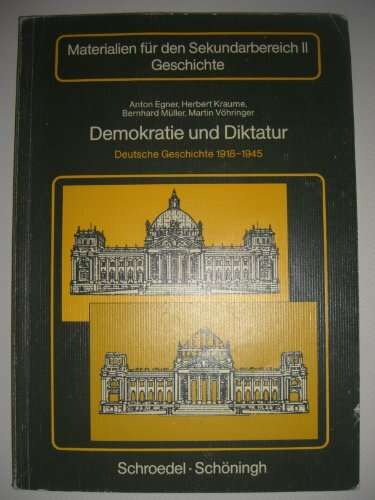 Materialien für den Sekundarbereich II
Geschichte
Anton Egner, Herbert Kraume,
Bernhard Müller, Martin Vöhringer
Demokratie und Diktatur
Deutsche Geschichte 1918–1945
Schroedel · Schöningh